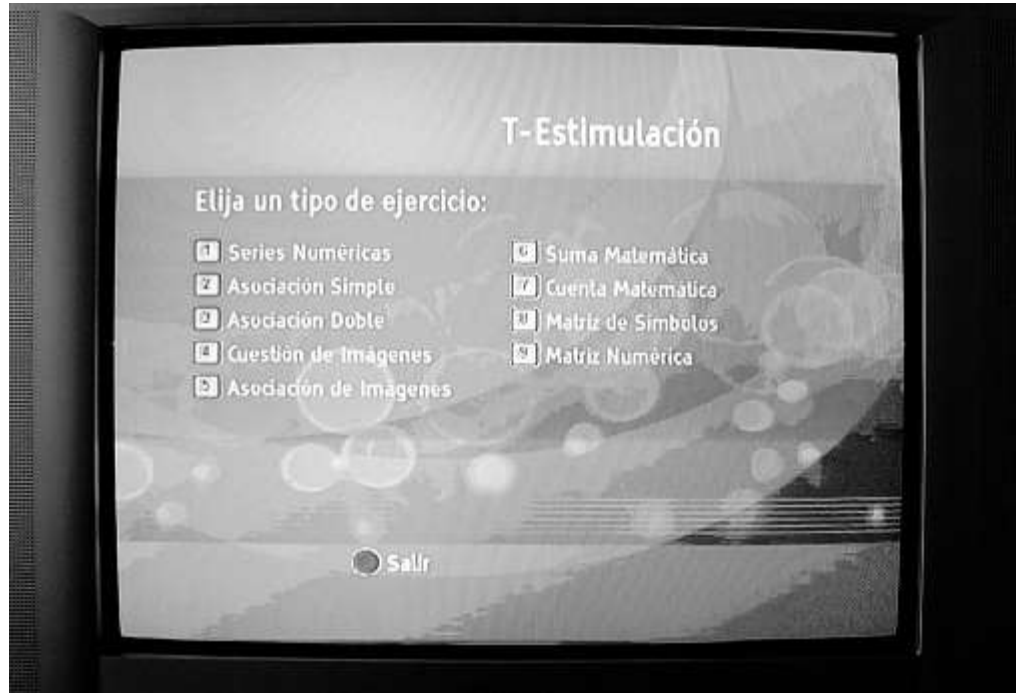 T-Estimulación
Elija un tipo de ejercicio:
1 Series Numéricas
2 Asociación Simple
3 Asociación Doble
4 Cuestión de Imágenes
5 Asociación de Imágenes
6 Suma Matemática
7 Cuenta Matemática
8 Matriz de Símbolos
9 Matriz Numérica
Salir